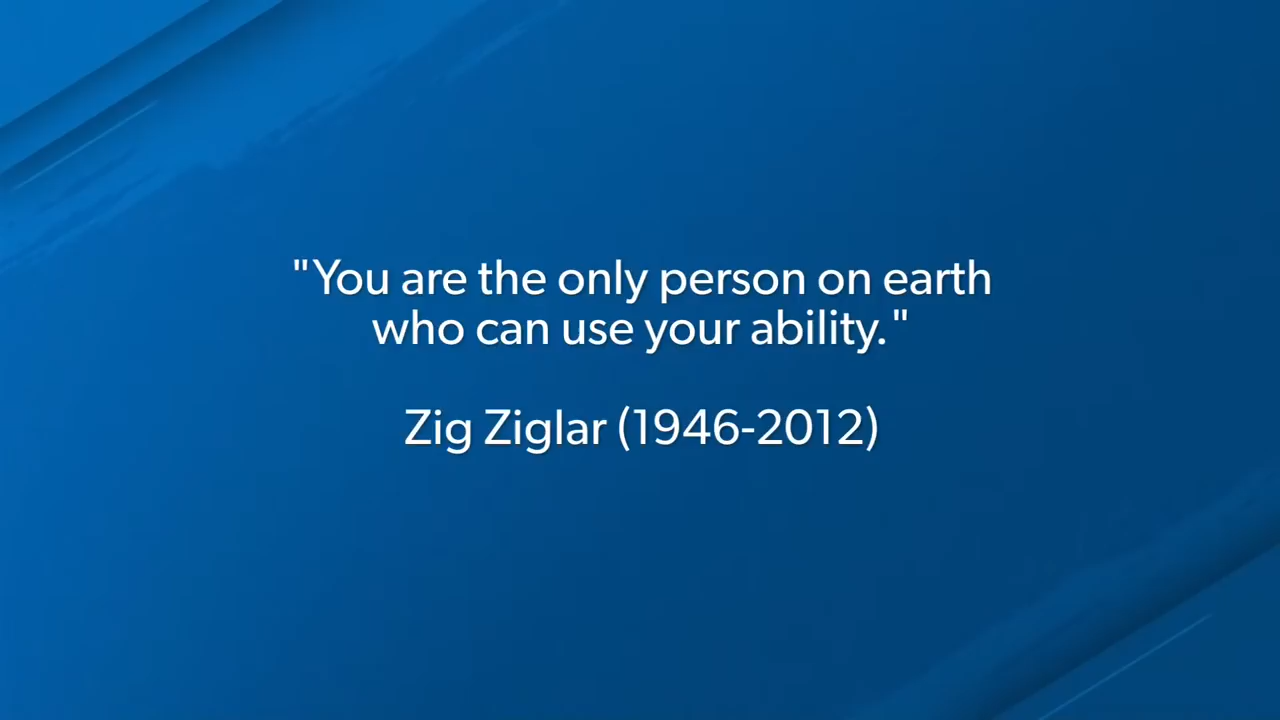 "You are the only person on earth
who can use your ability."
Zig Ziglar (1946-2012)